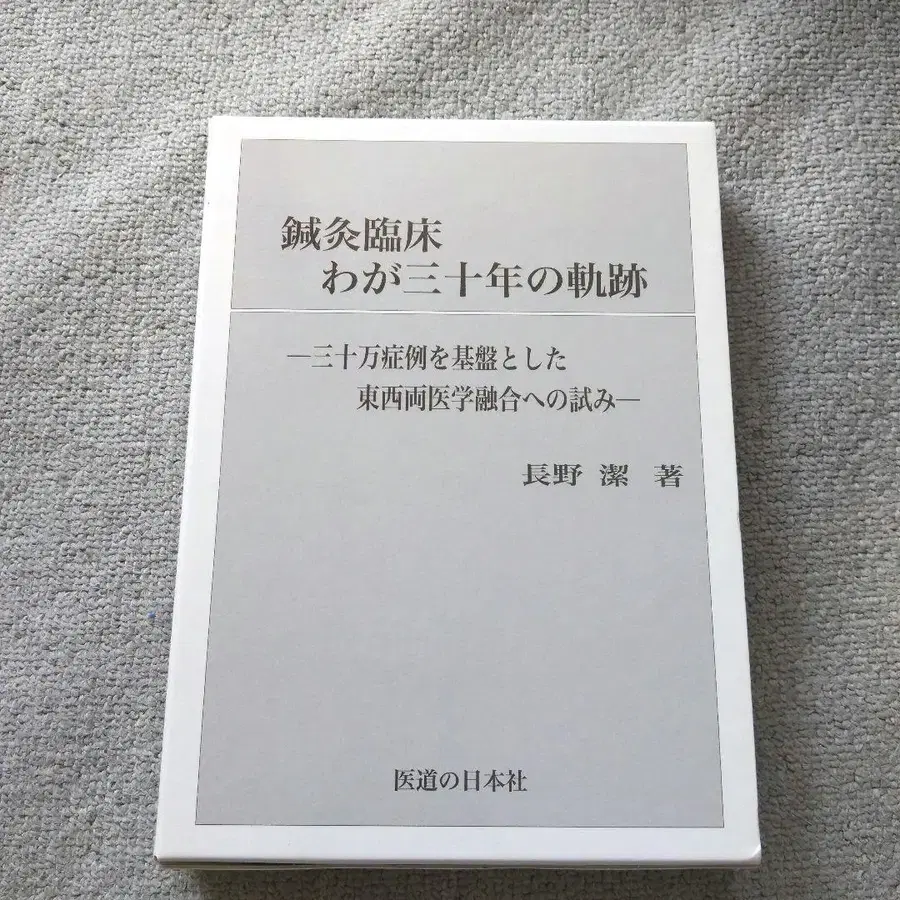 鍼灸臨床
わが三十年の軌跡
―三十万症例を基盤とした
東西両医学融合への試み―
長野 潔 著
医道の日本社